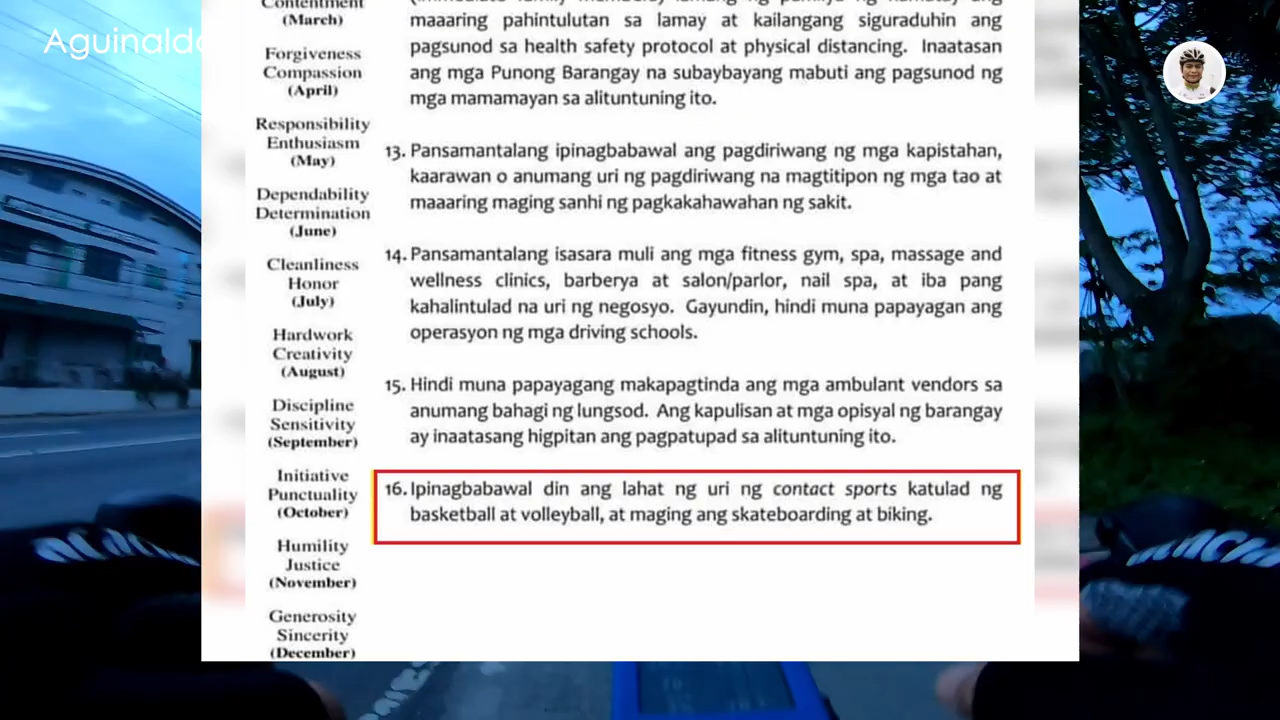 Aguinaldo
Contentment
(March)
Forgiveness
Compassion
(April)
Responsibility
Enthusiasm
(May)
Dependability
Determination
(June)
Cleanliness
Honor
(July)
Hardwork
Creativity
(August)
Discipline
Sensitivity
(September)
Initiative
Punctuality
(October)
Humility
Justice
(November)
Generosity
Sincerity
(December)
maaaring pahintulutan sa lamay at kailangang siguraduhin ang
pagsunod sa health safety protocol at physical distancing. Inaatasan
ang mga Punong Barangay na subaybayang mabuti ang pagsunod ng
mga mamamayan sa alituntuning ito.
13. Pansamantalang ipinagbabawal ang pagdiriwang ng mga kapistahan,
kaarawan o anumang uri ng pagdiriwang na magtitipon ng mga tao at
maaaring maging sanhi ng pagkakahawahan ng sakit.
14. Pansamantalang isasara muli ang mga fitness gym, spa, massage and
wellness clinics, barberya at salon/parlor, nail spa, at iba pang
kahalintulad na uri ng negosyo. Gayundin, hindi muna papayagan ang
operasyon ng mga driving schools.
15. Hindi muna papayagang makapagtinda ang mga ambulant vendors sa
anumang bahagi ng lungsod. Ang kapulisan at mga opisyal ng barangay
ay inaatasang higpitan ang pagpatupad sa alituntuning ito.
16. Ipinagbabawal din ang lahat ng uri ng contact sports katulad ng
basketball at volleyball, at maging ang skateboarding at biking.